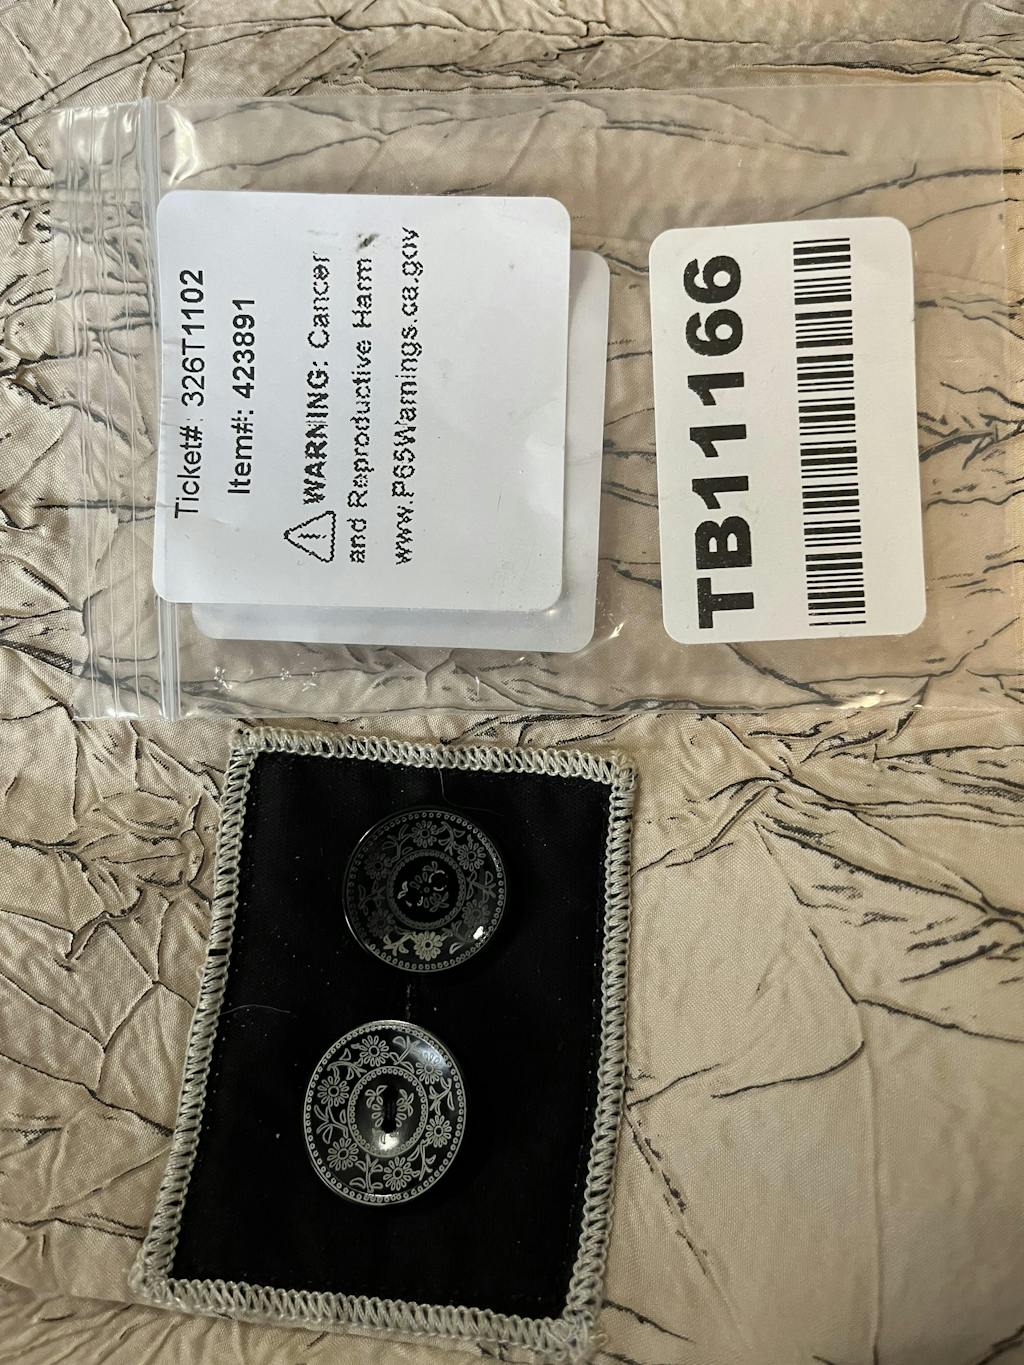 Ticket#: 326T1102
Item#: 423891
⚠ WARNING: Cancer
and Reproductive Harm
www.P65Warnings.ca.gov
TB11166